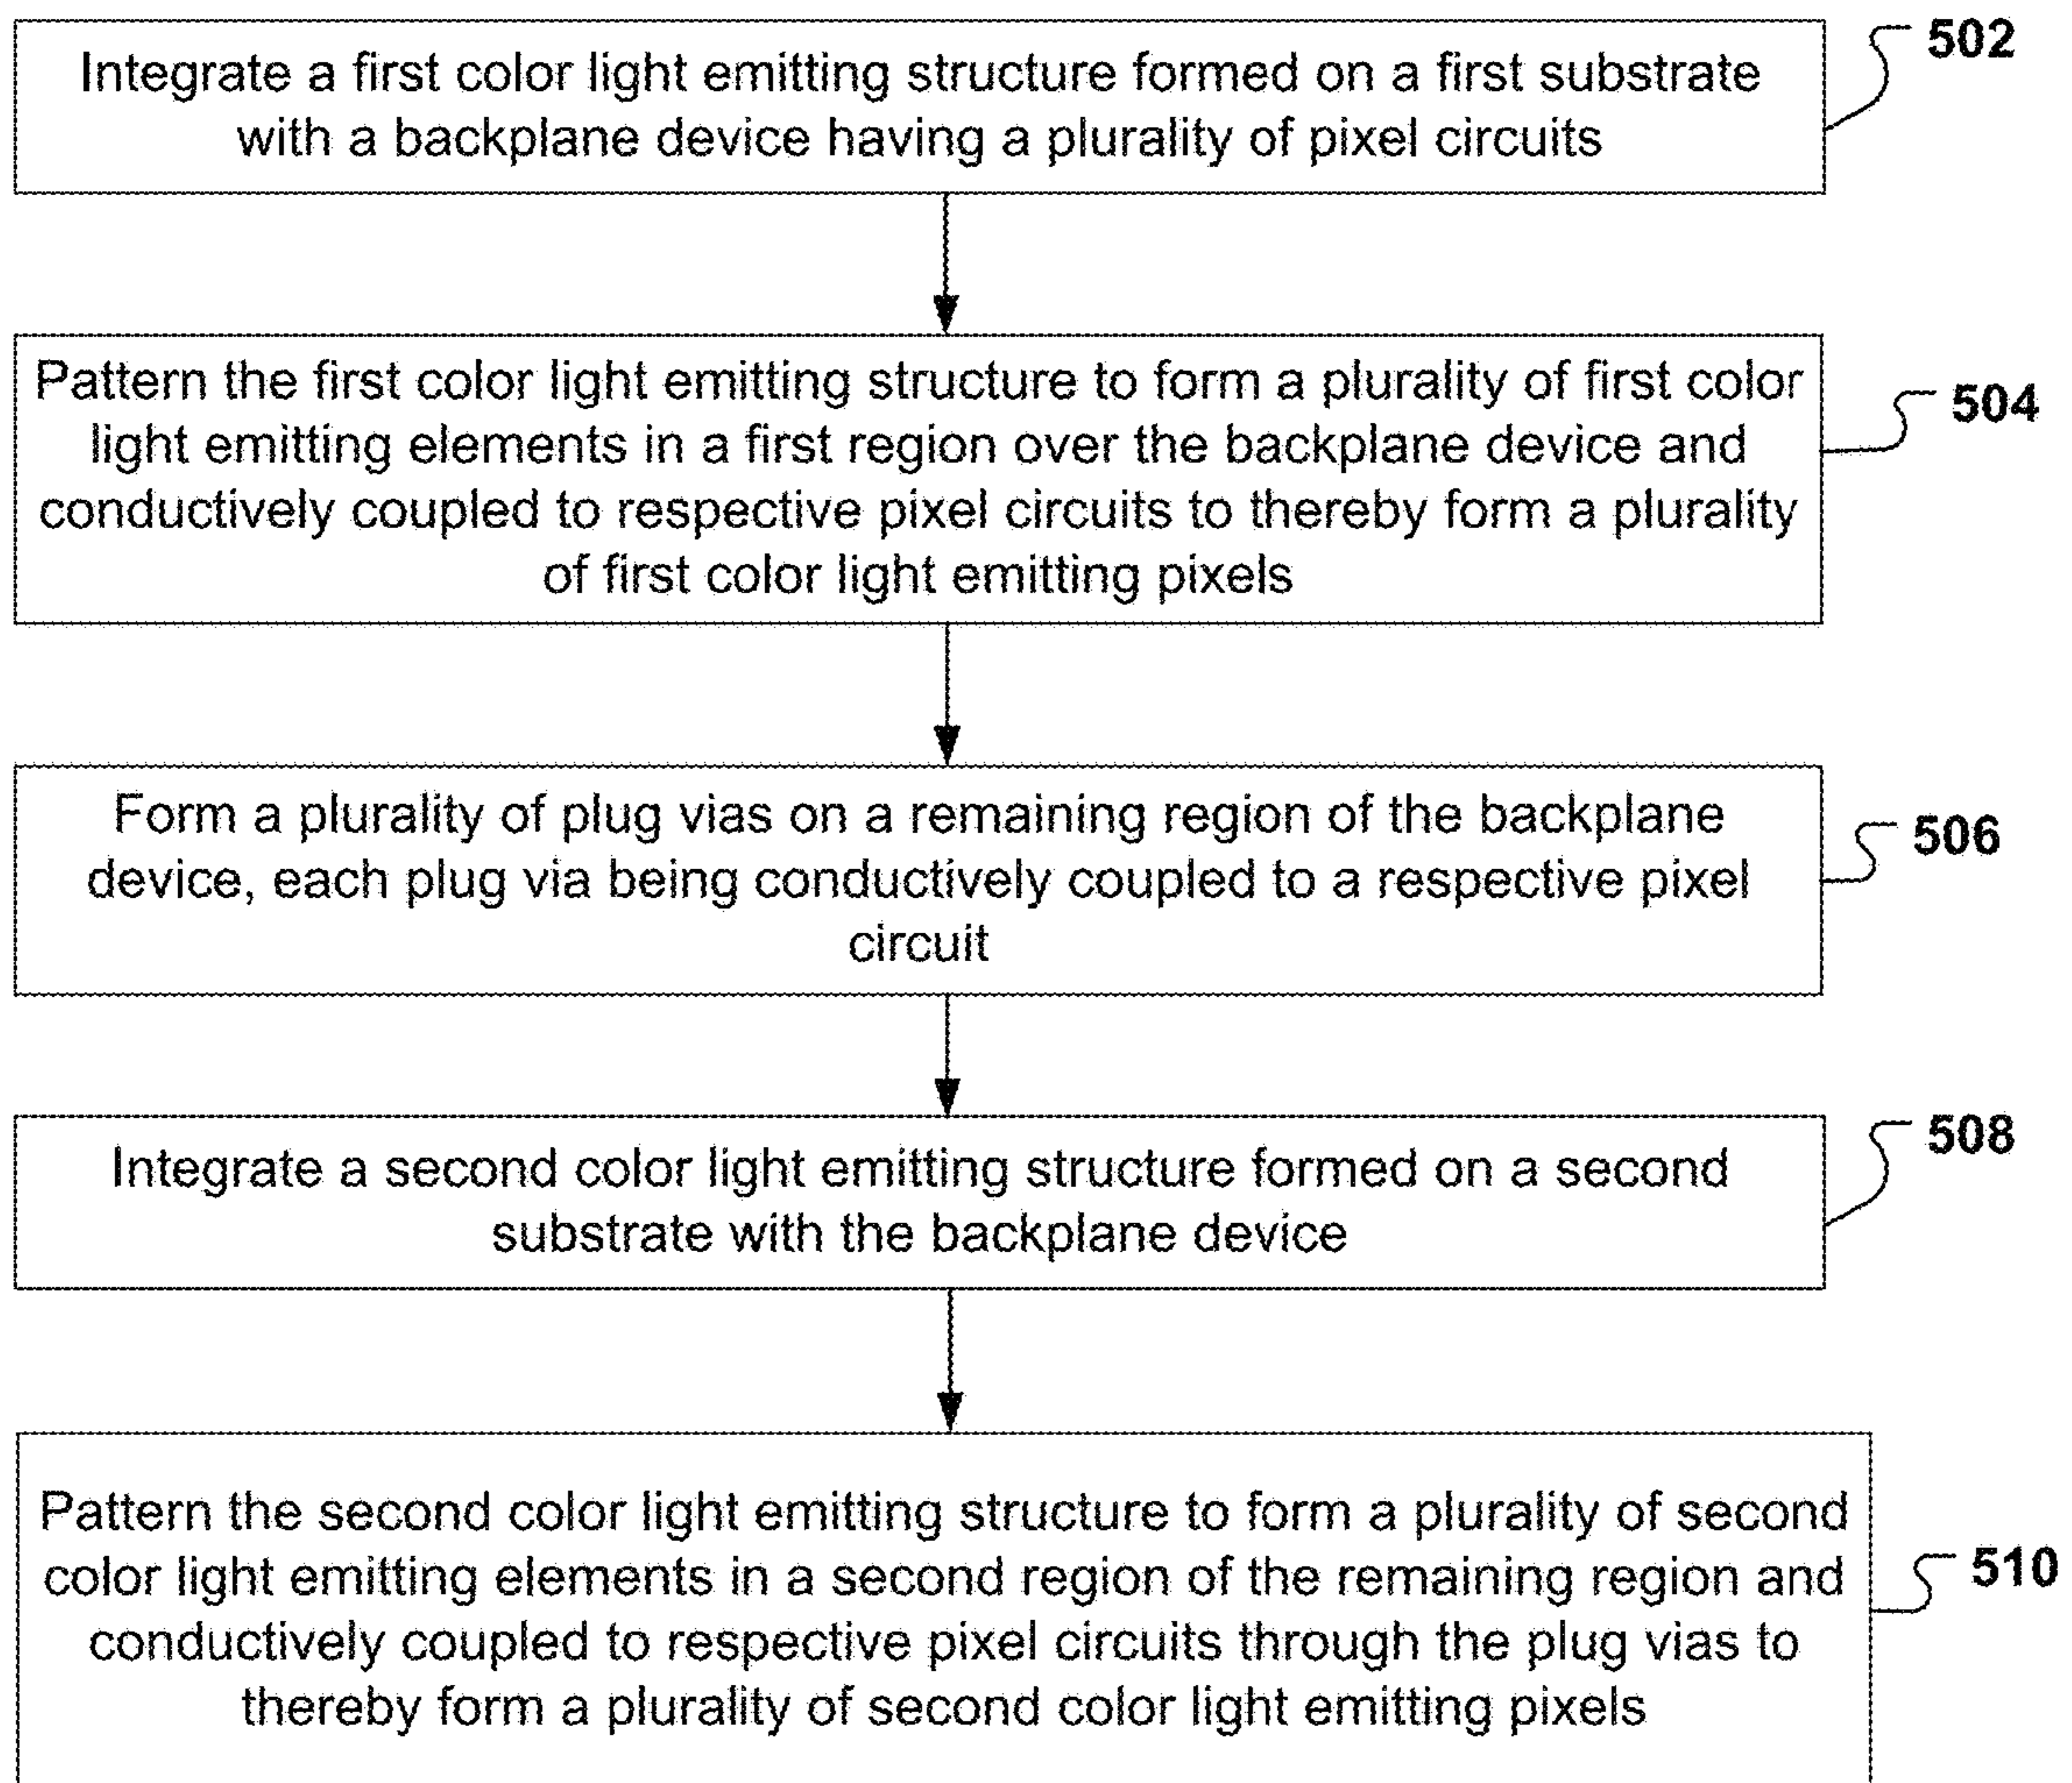 Integrate a first color light emitting structure formed on a first substrate
with a backplane device having a plurality of pixel circuits
502
Pattern the first color light emitting structure to form a plurality of first color
light emitting elements in a first region over the backplane device and
conductively coupled to respective pixel circuits to thereby form a plurality
of first color light emitting pixels
504
Form a plurality of plug vias on a remaining region of the backplane
device, each plug via being conductively coupled to a respective pixel
circuit
506
Integrate a second color light emitting structure formed on a second
substrate with the backplane device
508
Pattern the second color light emitting structure to form a plurality of second
color light emitting elements in a second region of the remaining region and
conductively coupled to respective pixel circuits through the plug vias to
thereby form a plurality of second color light emitting pixels
510